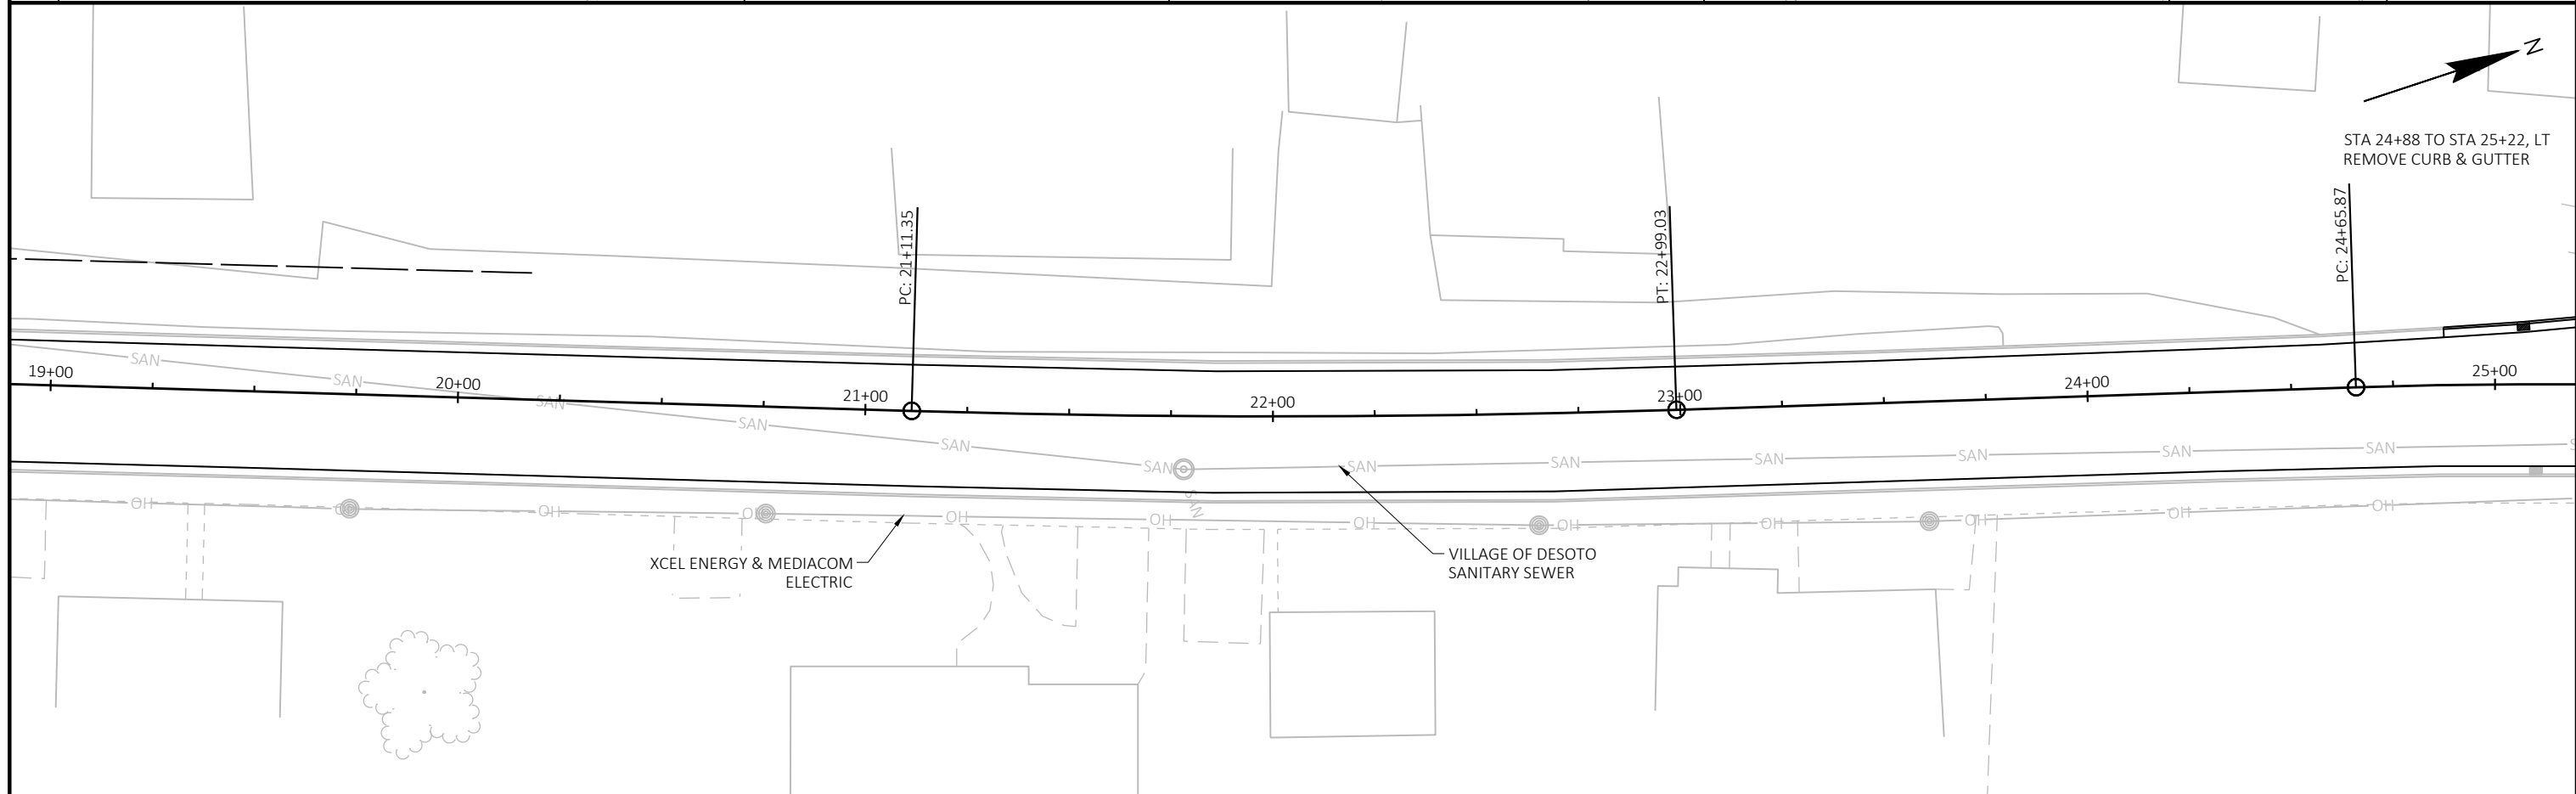 N
STA 24+88 TO STA 25+22, LT
REMOVE CURB & GUTTER
PC: 21+11.35
PT: 22+99.03
PC: 24+65.87
19+00
20+00
21+00
22+00
23+00
24+00
25+00
SAN
SAN
SAN
SAN
SAN
SAN
SAN
SAN
SAN
SAN
SAN
SAN
OH
OH
OH
OH
OH
OH
OH
OH
OH
OH
OH
OH
XCEL ENERGY & MEDIACOM
ELECTRIC
VILLAGE OF DESOTO
SANITARY SEWER